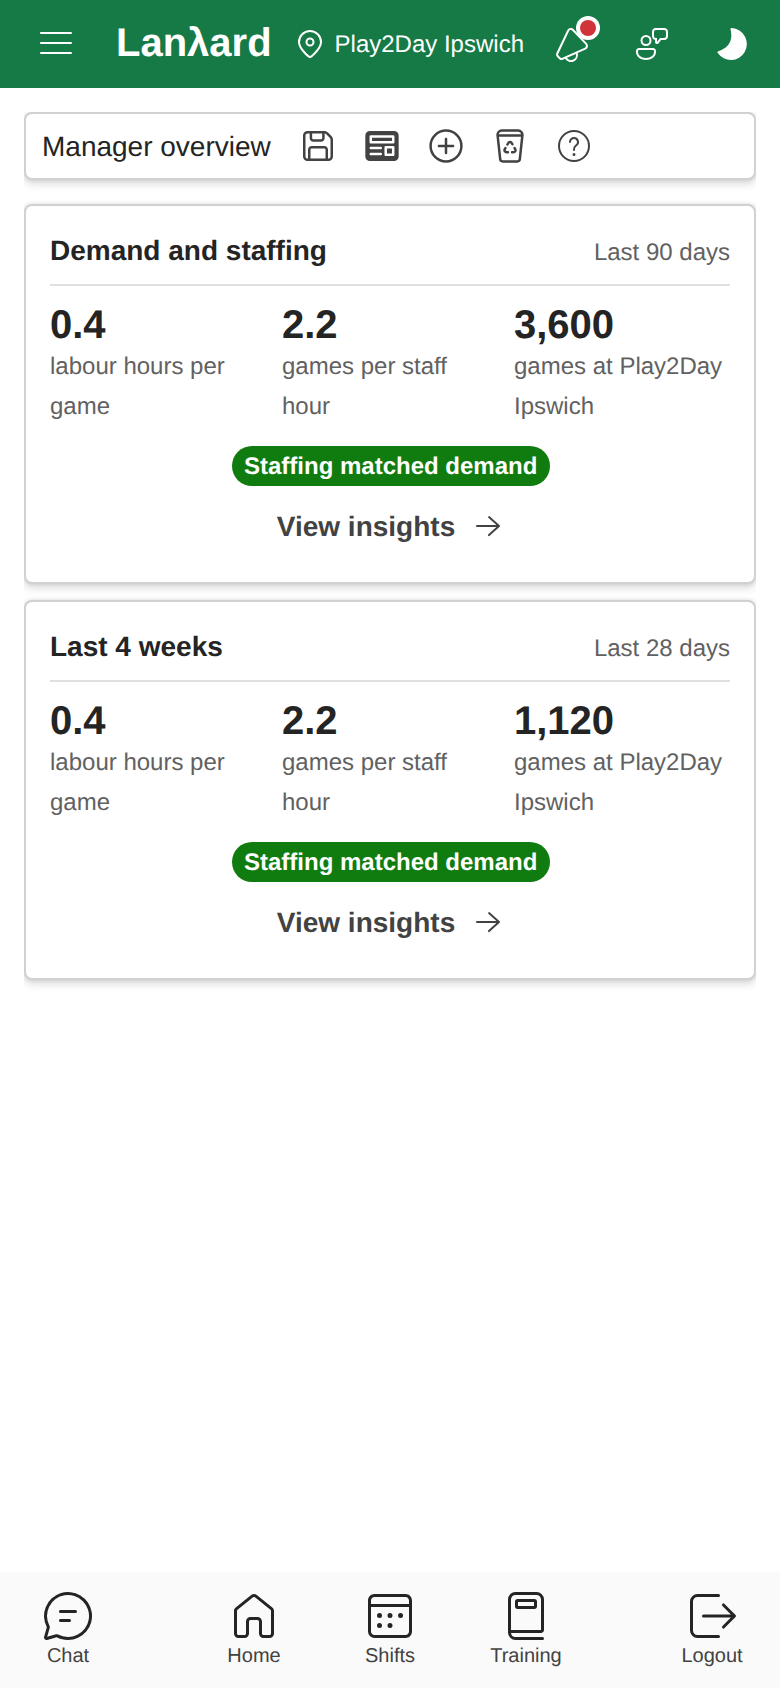 Lanλard
Play2Day Ipswich
Manager overview
Demand and staffing
Last 90 days
0.4
labour hours per
game
2.2
games per staff
hour
3,600
games at Play2Day
Ipswich
Staffing matched demand
View insights
Last 4 weeks
Last 28 days
0.4
labour hours per
game
2.2
games per staff
hour
1,120
games at Play2Day
Ipswich
Staffing matched demand
View insights
Chat
Home
Shifts
Training
Logout